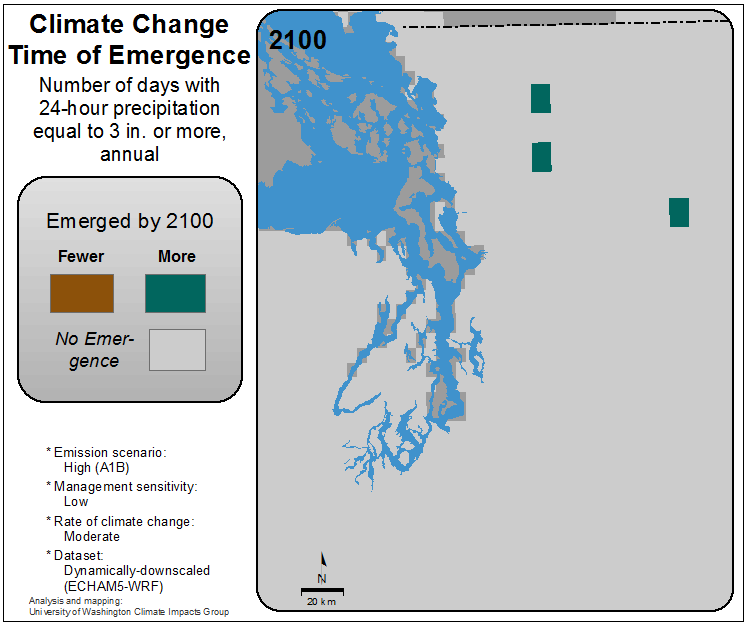 Climate Change
Time of Emergence
Number of days with
24-hour precipitation
equal to 3 in. or more,
annual
Emerged by 2100
Fewer
More
No Emer-
gence
* Emission scenario:
High (A1B)
* Management sensitivity:
Low
* Rate of climate change:
Moderate
* Dataset:
Dynamically-downscaled
(ECHAM5-WRF)
Analysis and mapping:
University of Washington Climate Impacts Group
2100
N
20 km